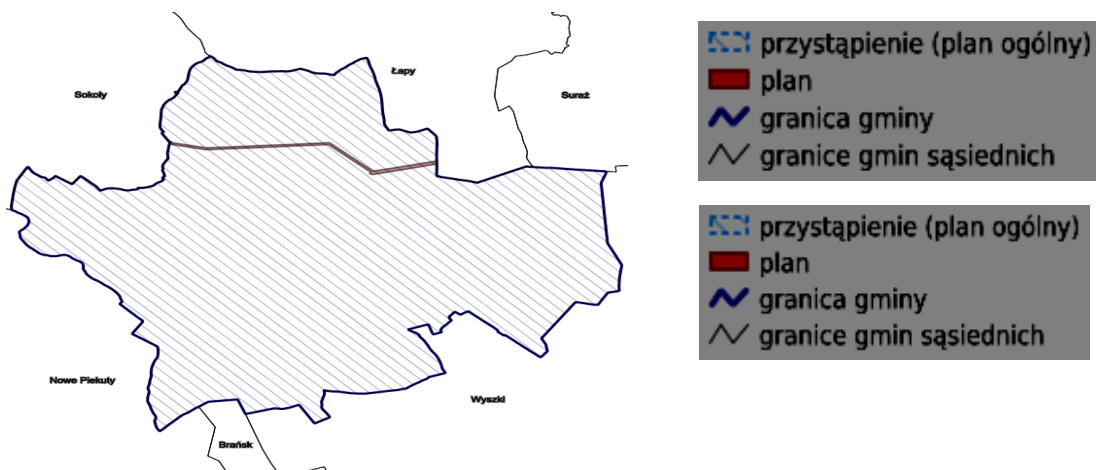 Łapy
Sokoły
Suraż
Nowe Piekuty
Wyszki
Brańsk
przystąpienie (plan ogólny)
plan
granica gminy
granice gmin sąsiednich
przystąpienie (plan ogólny)
plan
granica gminy
granice gmin sąsiednich